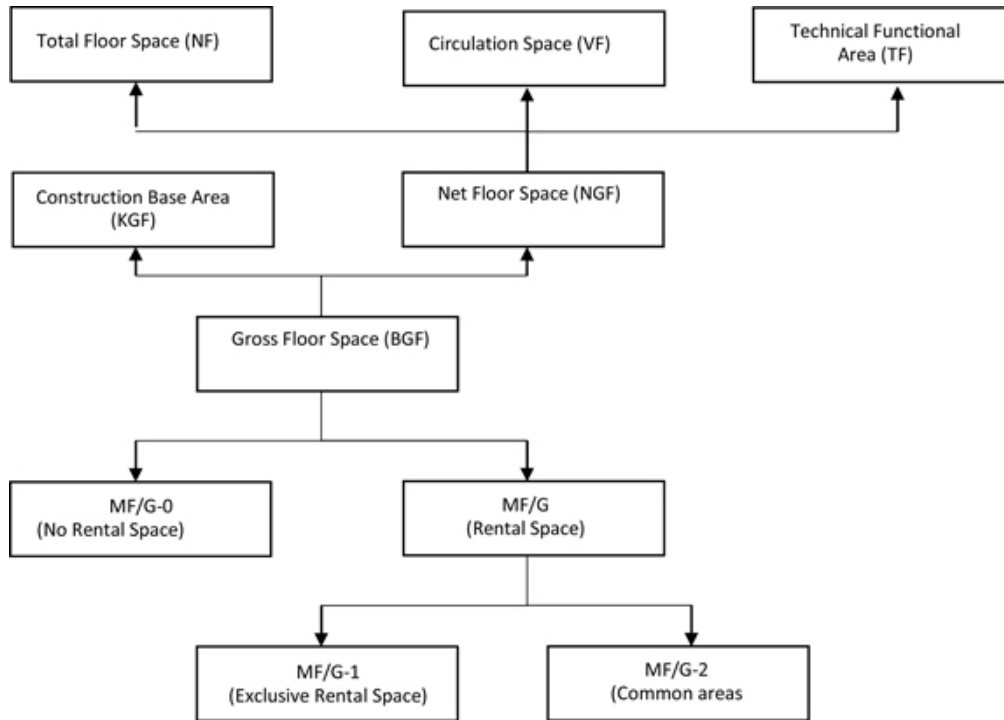 Total Floor Space (NF)
Circulation Space (VF)
Technical Functional
Area (TF)
Construction Base Area
(KGF)
Net Floor Space (NGF)
Gross Floor Space (BGF)
MF/G-0
(No Rental Space)
MF/G
(Rental Space)
MF/G-1
(Exclusive Rental Space)
MF/G-2
(Common areas